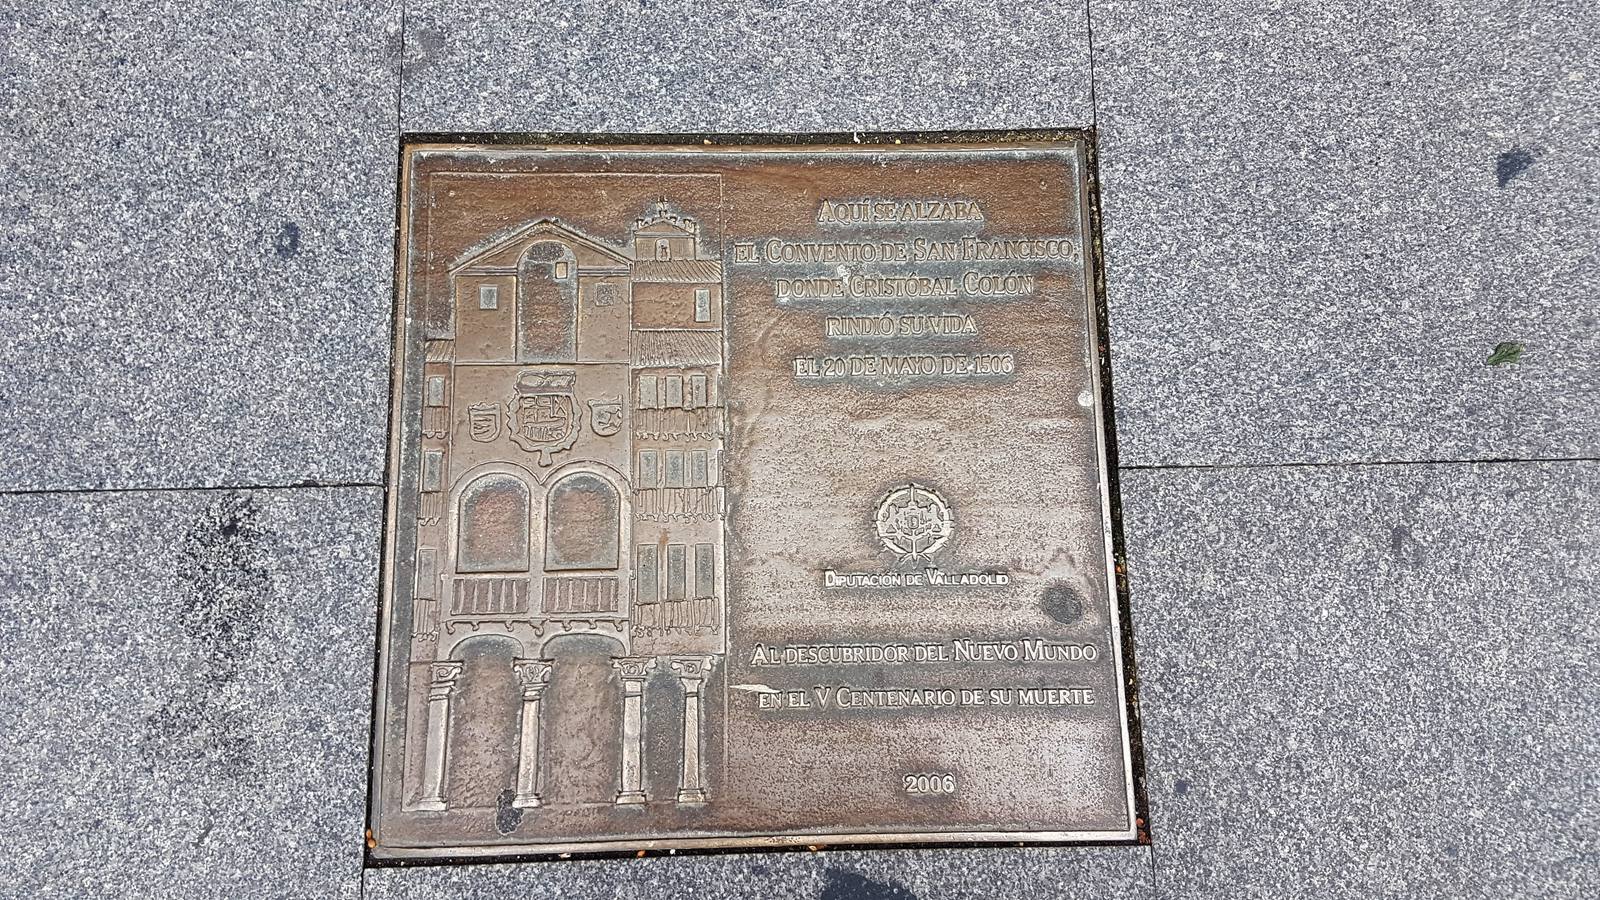 AQUÍ SE ALZABA
EL CONVENTO DE SAN FRANCISCO,
DONDE CRISTÓBAL COLÓN
RINDIÓ SU VIDA
EL 20 DE MAYO DE 1506
D
DIPUTACIÓN DE VALLADOLID
AL DESCUBRIDOR DEL NUEVO MUNDO
EN EL V CENTENARIO DE SU MUERTE
2006